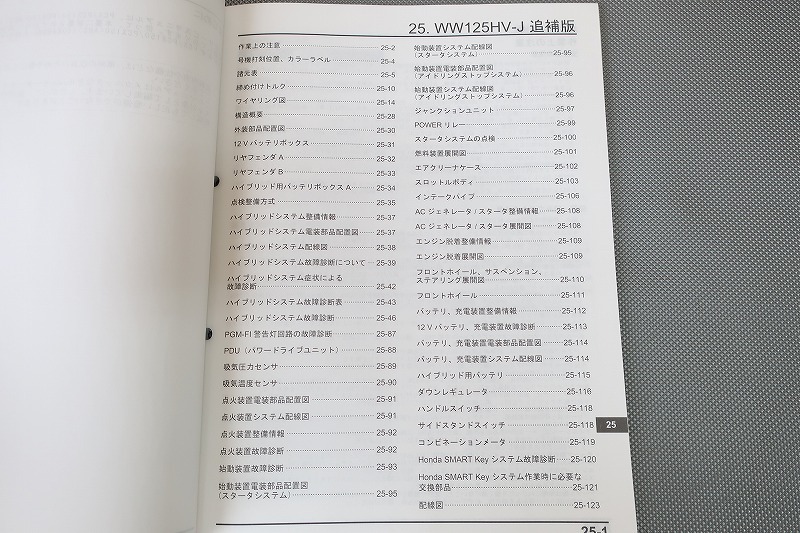 25. WW125HV-J 追補版
作業上の注意 25-2
号機打刻位置、カラーラベル 25-4
諸元表 25-5
締め付けトルク 25-10
ワイヤリング図 25-14
構造概要 25-28
外装部品配置図 25-30
12 V バッテリボックス 25-31
リヤフェンダ A 25-32
リヤフェンダ B 25-33
ハイブリッド用バッテリボックス A 25-34
点検整備方式 25-35
ハイブリッドシステム整備情報 25-37
ハイブリッドシステム電装部品配置図 25-37
ハイブリッドシステム配線図 25-38
ハイブリッドシステム故障診断について 25-39
ハイブリッドシステム症状による
故障診断 25-42
ハイブリッドシステム故障診断表 25-43
ハイブリッドシステム故障診断 25-46
PGM-FI 警告灯回路の故障診断 25-87
PDU（パワードライブユニット） 25-88
吸気圧力センサ 25-89
吸気温度センサ 25-90
点火装置電装部品配置図 25-91
点火装置システム配線図 25-91
点火装置整備情報 25-92
点火装置故障診断 25-92
始動装置故障診断 25-93
始動装置電装部品配置図
（スタータシステム） 25-95
始動装置システム配線図
（スタータシステム） 25-95
始動装置電装部品配置図
（アイドリングストップシステム） 25-96
始動装置システム配線図
（アイドリングストップシステム） 25-96
ジャンクションユニット 25-97
POWER リレー 25-99
スタータシステムの点検 25-100
燃料装置展開図 25-101
エアクリーナケース 25-102
スロットルボディ 25-103
インテークパイプ 25-106
AC ジェネレータ / スタータ整備情報 25-108
AC ジェネレータ / スタータ展開図 25-108
エンジン脱着整備情報 25-109
エンジン脱着展開図 25-109
フロントホイール、サスペンション、
ステアリング展開図 25-110
フロントホイール 25-111
バッテリ、充電装置整備情報 25-112
12 V バッテリ、充電装置故障診断 25-113
バッテリ、充電装置電装部品配置図 25-114
バッテリ、充電装置システム配線図 25-114
ハイブリッド用バッテリ 25-115
ダウンレギュレータ 25-116
ハンドルスイッチ 25-118
サイドスタンドスイッチ 25-118
コンビネーションメータ 25-119
Honda SMART Key システム故障診断 25-120
Honda SMART Key システム作業時に必要な
交換部品 25-121
配線図 25-123
25
25-1